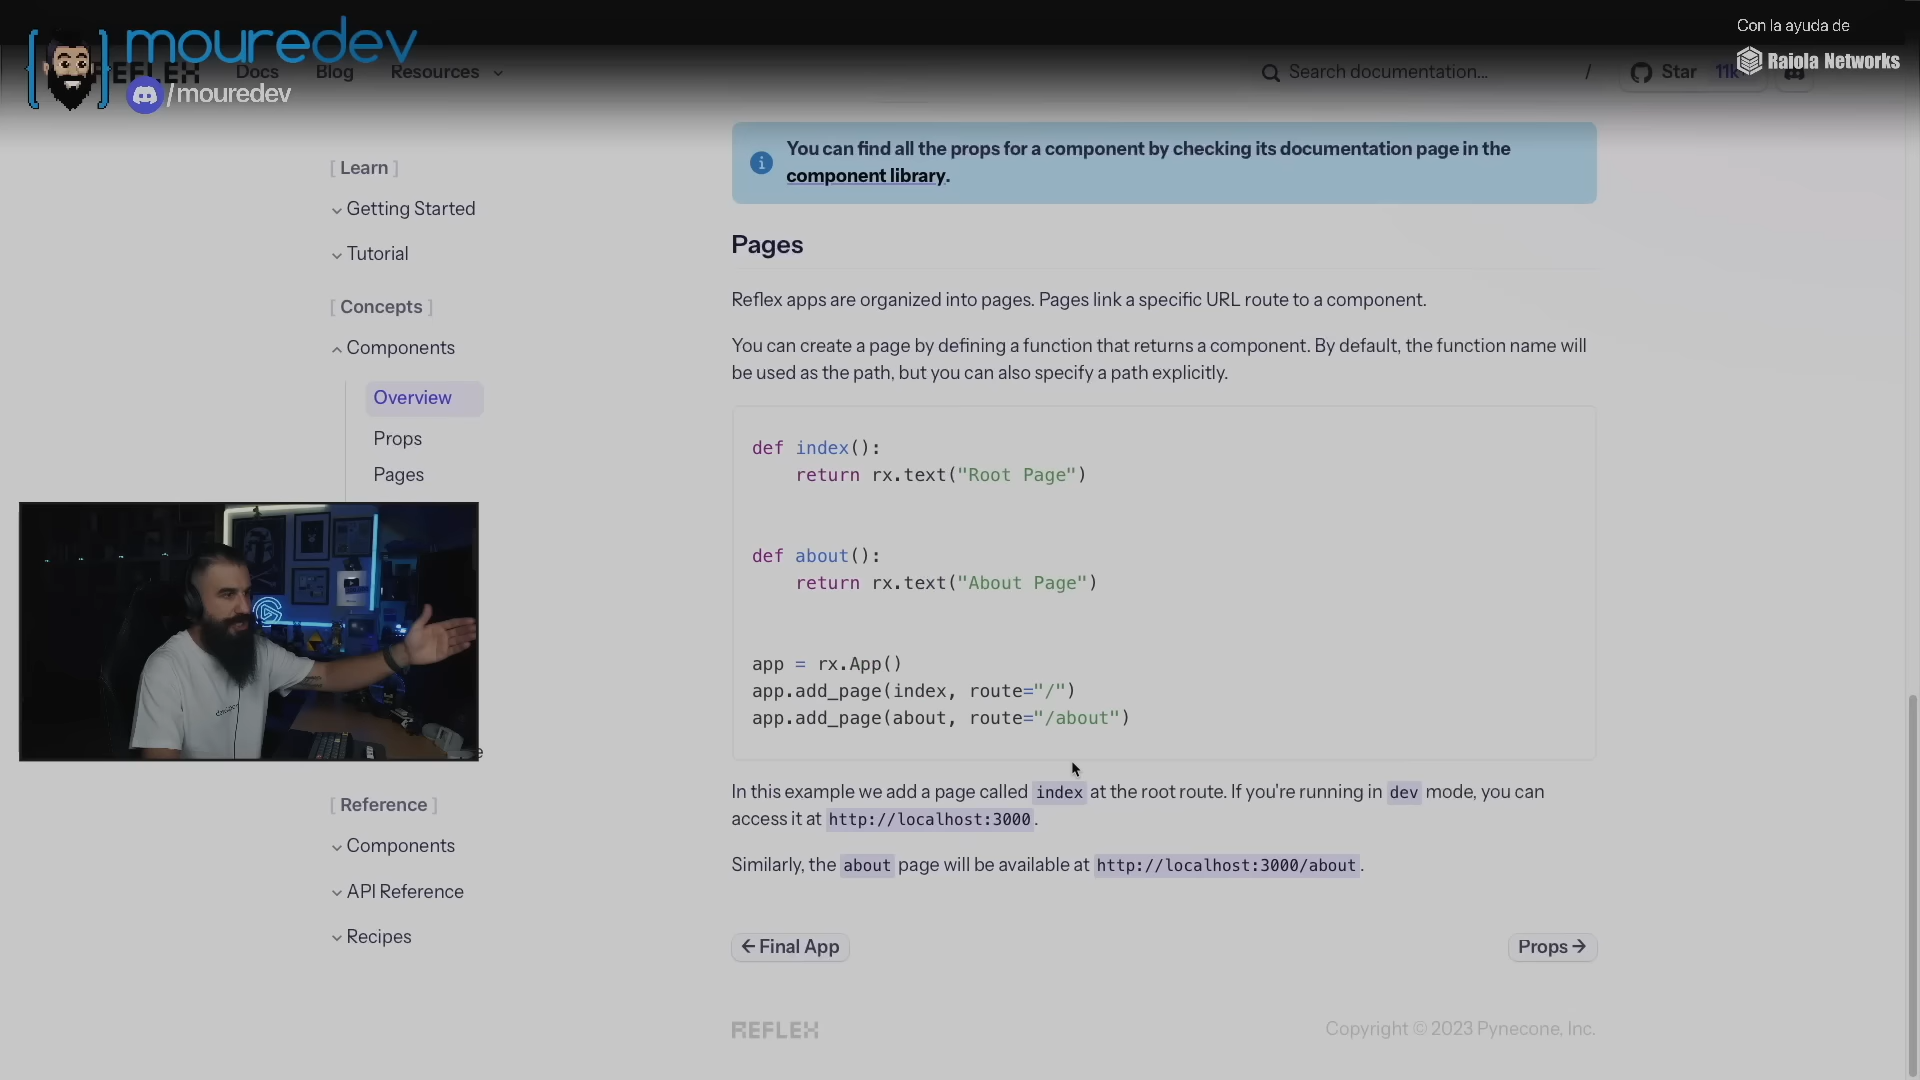 mouredev
/mouredev
Con la ayuda de
Raiola Networks
REFLEX
Docs
Blog
Resources
Search documentation...
/
Star
11k
[ Learn ]
Getting Started
Tutorial
[ Concepts ]
Components
Overview
Props
Pages
[ Reference ]
Components
API Reference
Recipes
You can find all the props for a component by checking its documentation page in the
component library.
Pages
Reflex apps are organized into pages. Pages link a specific URL route to a component.
You can create a page by defining a function that returns a component. By default, the function name will
be used as the path, but you can also specify a path explicitly.
def index():
    return rx.text("Root Page")
def about():
    return rx.text("About Page")
app = rx.App()
app.add_page(index, route="/")
app.add_page(about, route="/about")
In this example we add a page called index at the root route. If you're running in dev mode, you can
access it at http://localhost:3000.
Similarly, the about page will be available at http://localhost:3000/about.
← Final App
Props →
REFLEX
Copyright © 2023 Pynecone, Inc.